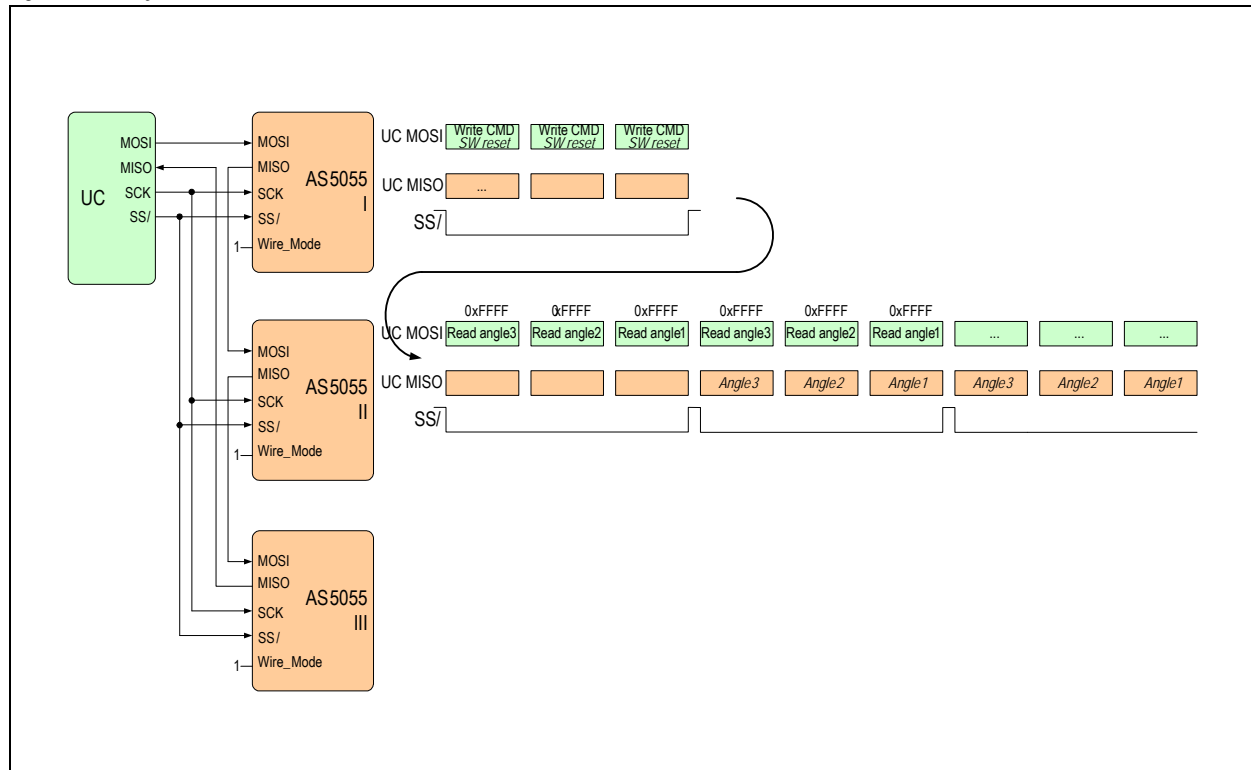 UC
MOSI
MISO
SCK
SS/
MOSI
MISO
SCK
SS/
Wire_Mode
1
AS5055
I
UC MOSI
Write CMD
SW reset
Write CMD
SW reset
Write CMD
SW reset
UC MISO
...
SS/
MOSI
MISO
SCK
SS/
Wire_Mode
1
AS5055
II
0xFFFF
0xFFFF
0xFFFF
0xFFFF
0xFFFF
0xFFFF
UC MOSI
Read angle3
Read angle2
Read angle1
Read angle3
Read angle2
Read angle1
...
...
...
UC MISO
Angle3
Angle2
Angle1
Angle3
Angle2
Angle1
SS/
MOSI
MISO
SCK
SS/
Wire_Mode
1
AS5055
III